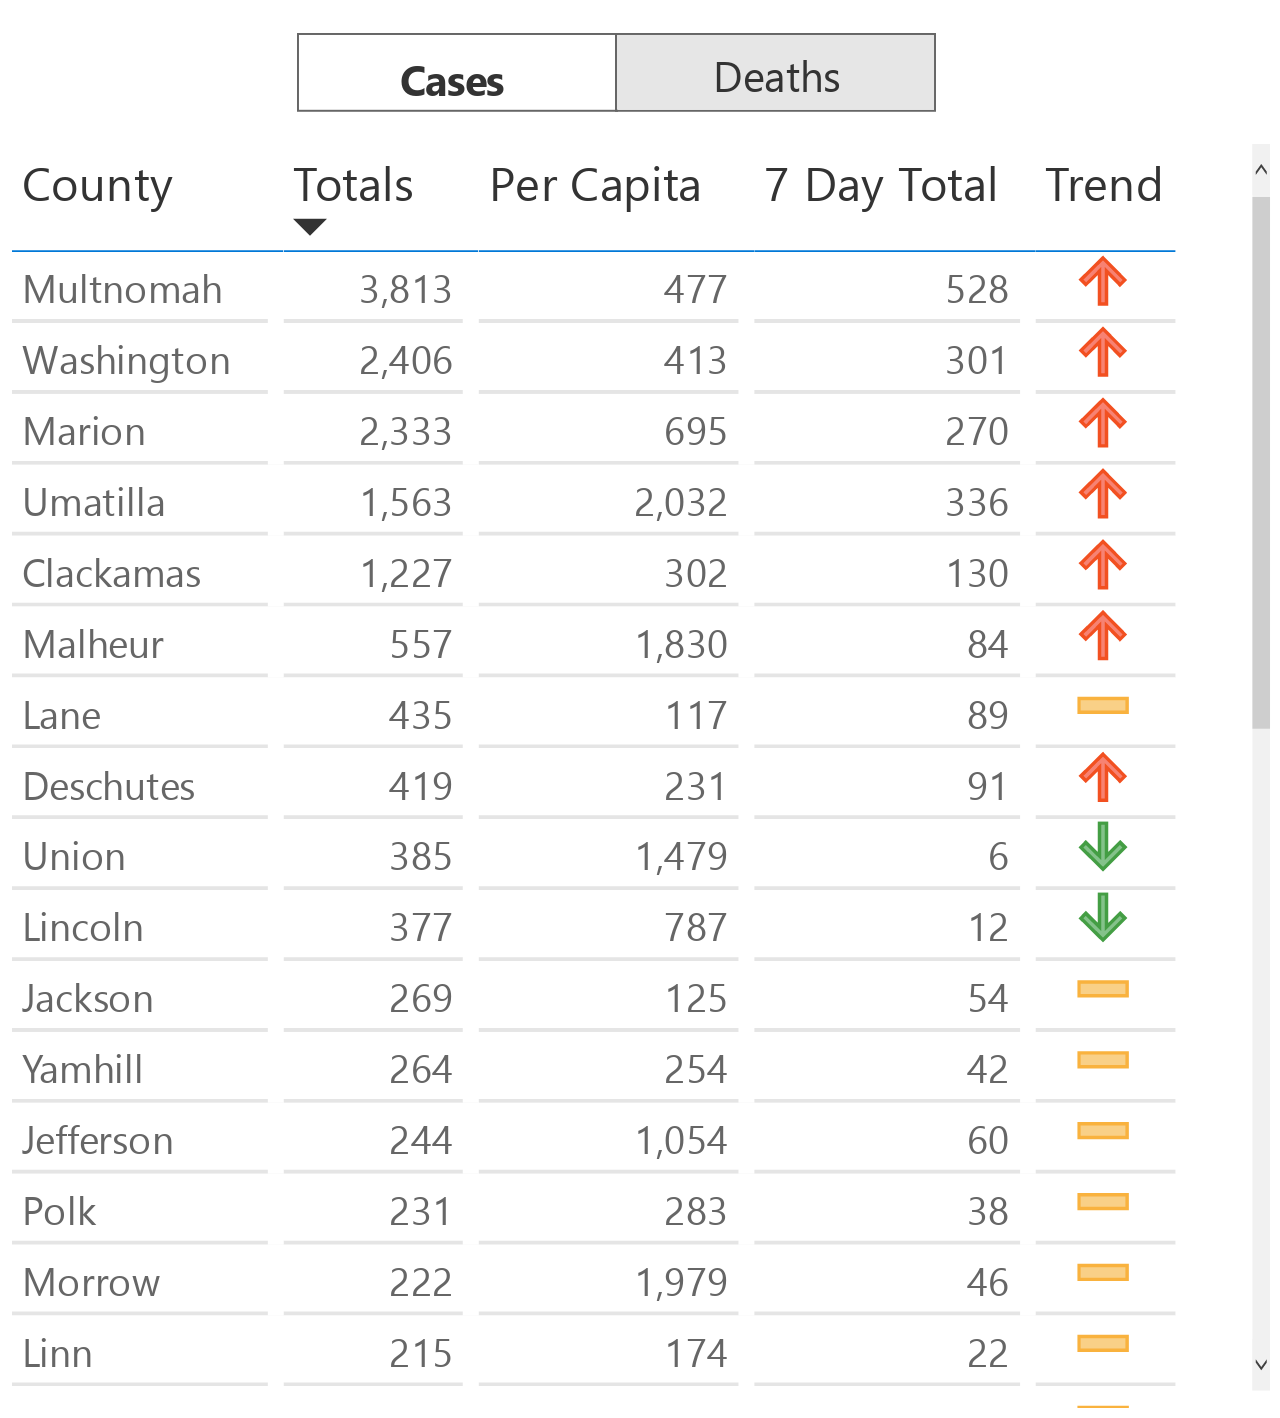 Cases Deaths
County Totals Per Capita 7 Day Total Trend
Multnomah 3,813 477 528
Washington 2,406 413 301
Marion 2,333 695 270
Umatilla 1,563 2,032 336
Clackamas 1,227 302 130
Malheur 557 1,830 84
Lane 435 117 89
Deschutes 419 231 91
Union 385 1,479 6
Lincoln 377 787 12
Jackson 269 125 54
Yamhill 264 254 42
Jefferson 244 1,054 60
Polk 231 283 38
Morrow 222 1,979 46
Linn 215 174 22